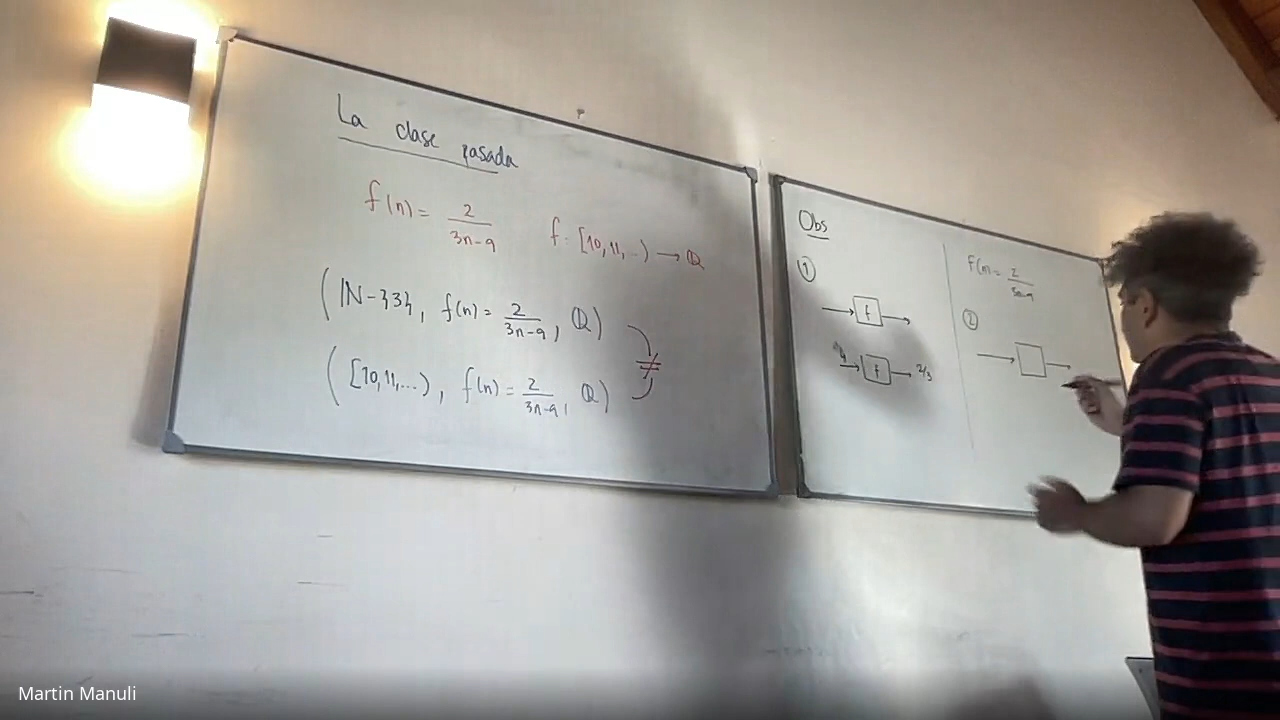 La clase pasada
f(n) = 2/(3n-9)   f: [10,11,..) → ℚ
(ℕ-{3}, f(n) = 2/(3n-9), ℚ)
≠
([10,11,...), f(n) = 2/(3n-9), ℚ)
Obs
①
f
f 2/3
f(n) = 2/(3n-9)
②
Martin Manuli